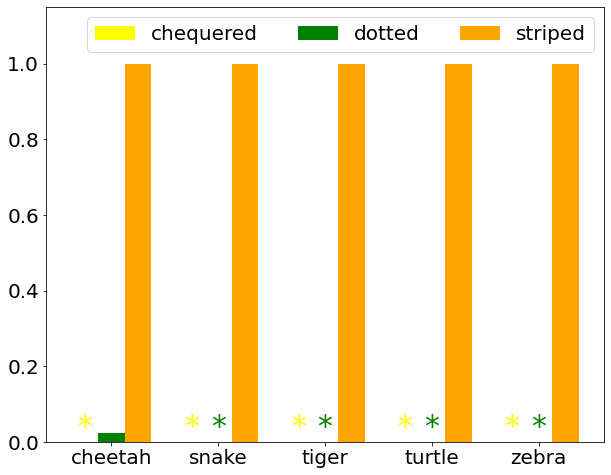 chequered dotted striped
1.0
0.8
0.6
0.4
0.2
* * * * * * * * *
0.0
cheetah snake tiger turtle zebra